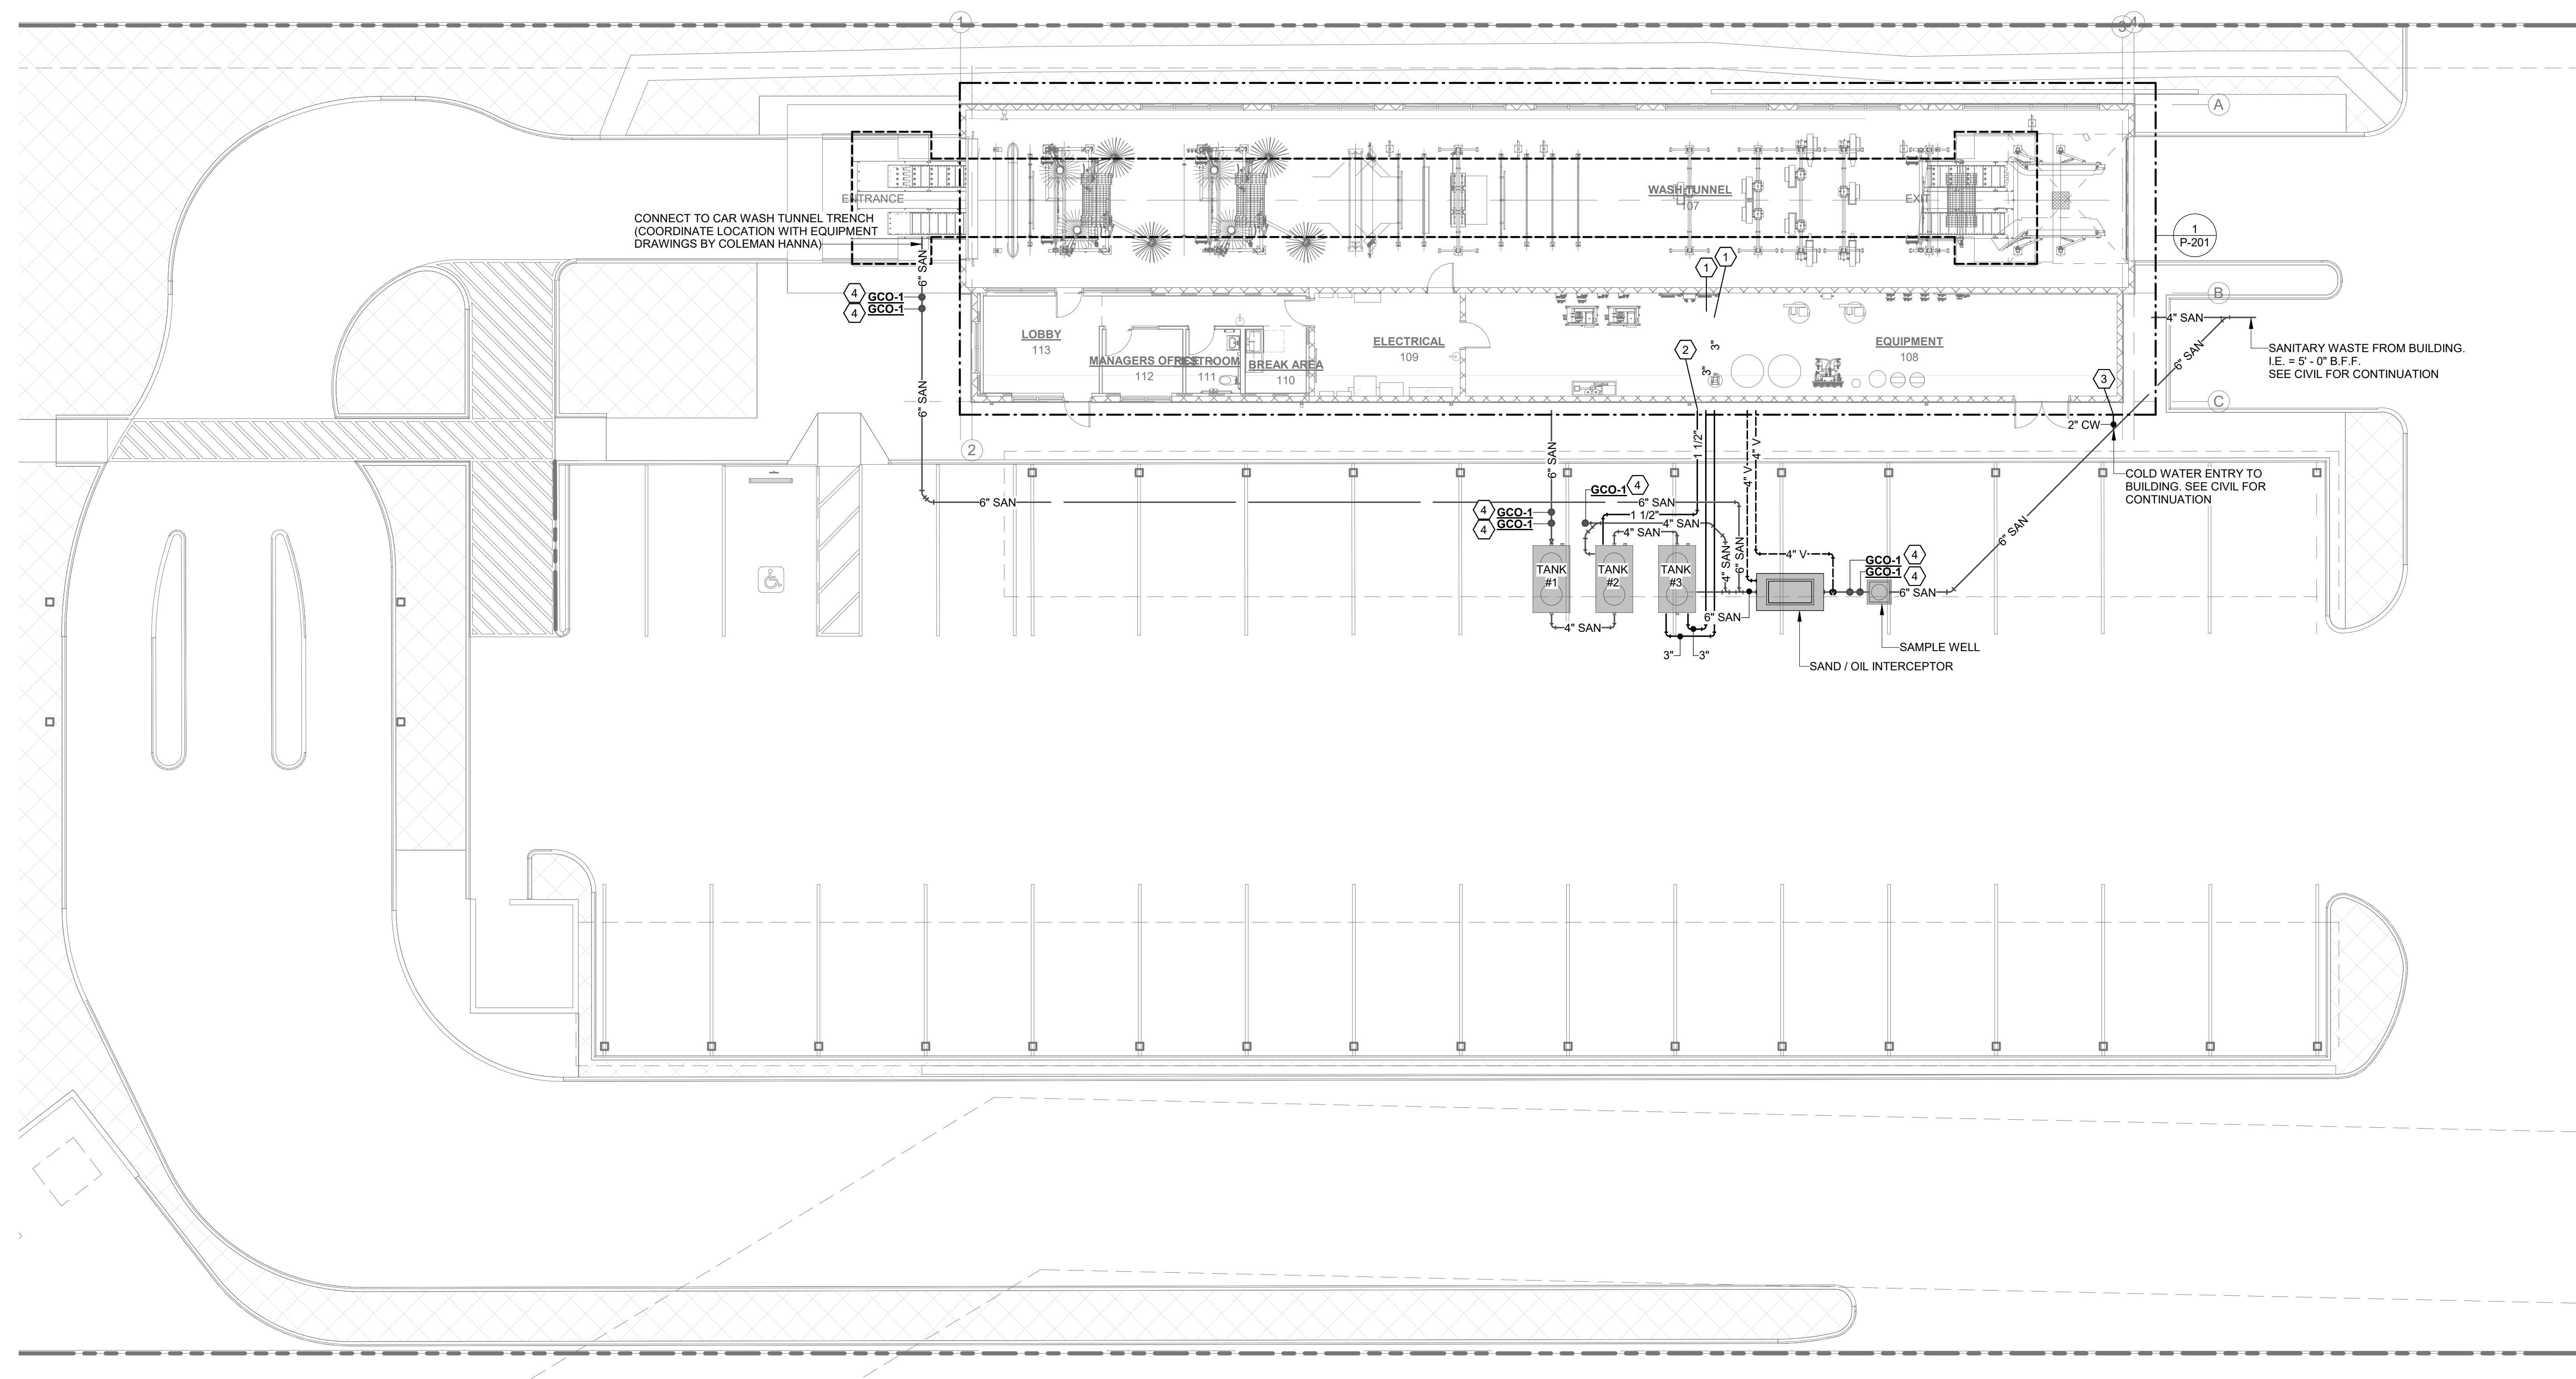 1
3
4
A
ENTRANCE
WASH TUNNEL
107
EXIT
CONNECT TO CAR WASH TUNNEL TRENCH
(COORDINATE LOCATION WITH EQUIPMENT
DRAWINGS BY COLEMAN HANNA)
1
P-201
6" SAN
1
1
4
GCO-1
4
GCO-1
B
4" SAN
SANITARY WASTE FROM BUILDING.
I.E. = 5' - 0" B.F.F.
SEE CIVIL FOR CONTINUATION
6" SAN
LOBBY
113
MANAGERS OFFICE
112
RESTROOM
111
BREAK AREA
110
ELECTRICAL
109
2
3"
3"
EQUIPMENT
108
3
C
6" SAN
2" CW
2
6" SAN
1 1/2"
4" V
4" V
COLD WATER ENTRY TO
BUILDING. SEE CIVIL FOR
CONTINUATION
6" SAN
GCO-1
4
6" SAN
4
GCO-1
4
GCO-1
1 1/2"
4" SAN
4" SAN
6" SAN
4" V
GCO-1
4
GCO-1
4
TANK
#1
TANK
#2
TANK
#3
4" SAN
6" SAN
6" SAN
6" SAN
4" SAN
3"
3"
SAMPLE WELL
SAND / OIL INTERCEPTOR